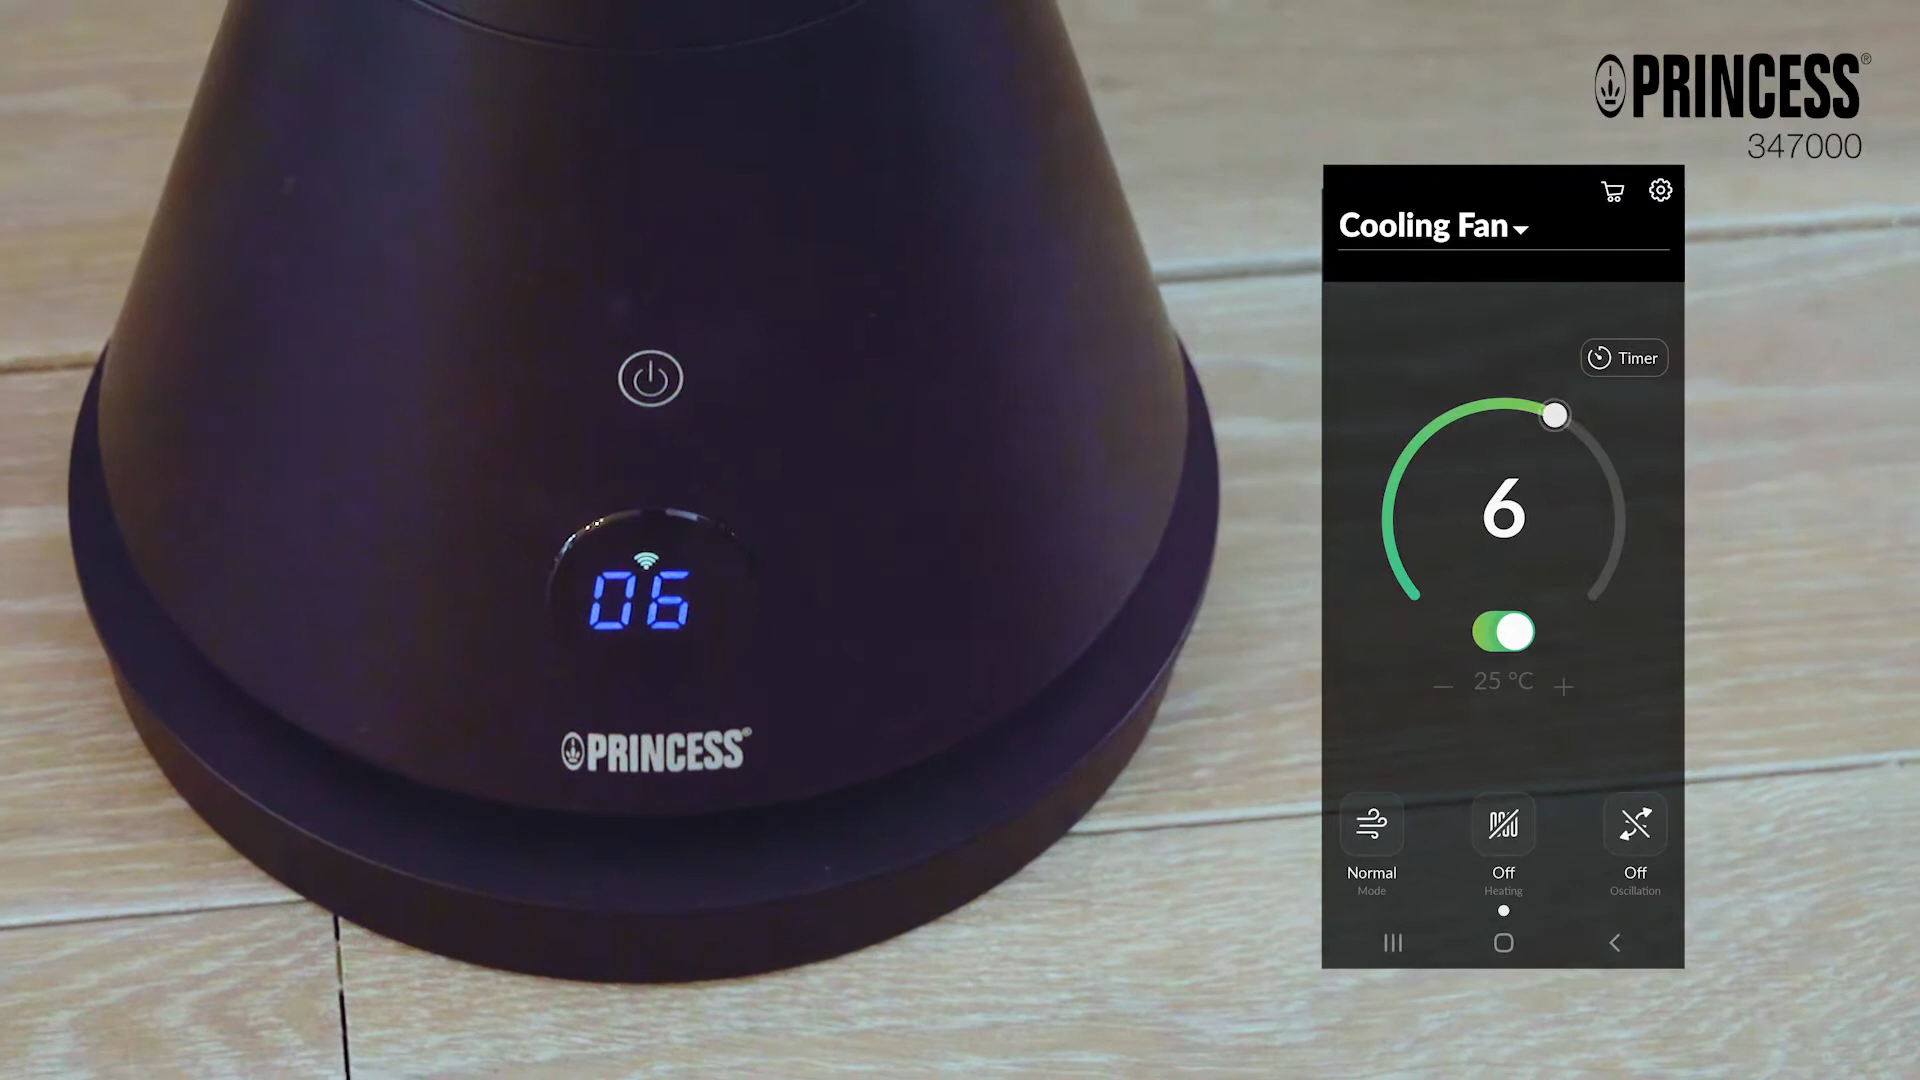 PRINCESS®
347000
Cooling Fan
Timer
6
25 °C
Normal
Mode
Off
Heating
Off
Oscillation
06
PRINCESS®